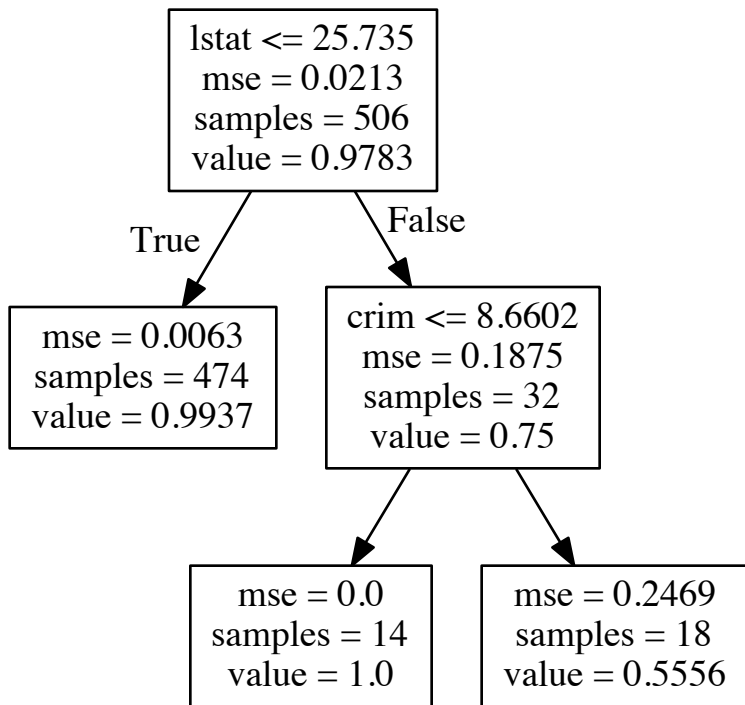 lstat <= 25.735
mse = 0.0213
samples = 506
value = 0.9783
True
False
mse = 0.0063
samples = 474
value = 0.9937
crim <= 8.6602
mse = 0.1875
samples = 32
value = 0.75
mse = 0.0
samples = 14
value = 1.0
mse = 0.2469
samples = 18
value = 0.5556